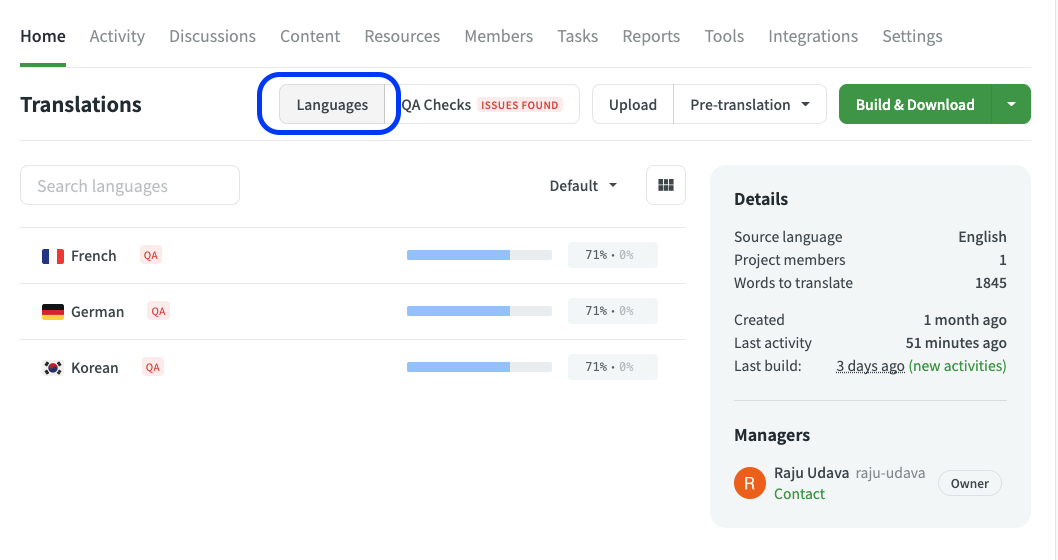 Home Activity Discussions Content Resources Members Tasks Reports Tools Integrations Settings
Translations Languages QA Checks ISSUES FOUND Upload Pre-translation Build & Download
Search languages Default
French QA 71% • 0%
German QA 71% • 0%
Korean QA 71% • 0%
Details
Source language English
Project members 1
Words to translate 1845
Created 1 month ago
Last activity 51 minutes ago
Last build: 3 days ago (new activities)
Managers
R Raju Udava raju-udava Owner
Contact